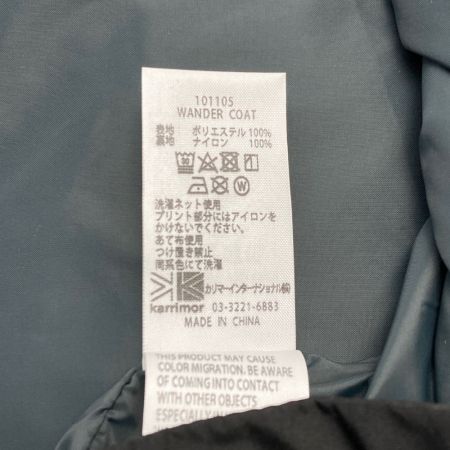 101105
WANDER COAT
表地 ポリエステル 100%
裏地 ナイロン 100%
洗濯ネット使用
プリント部分にはアイロンを
かけないでください。
あて布使用
つけ置き禁止
同系色にて洗濯
カリマーインターナショナル㈱
karrimor 03-3221-6883
MADE IN CHINA
THIS PRODUCT MAY CAUSE
COLOR MIGRATION. BE AWARE
OF COMING INTO CONTACT
WITH OTHER OBJECTS
ESPECIALLY IN